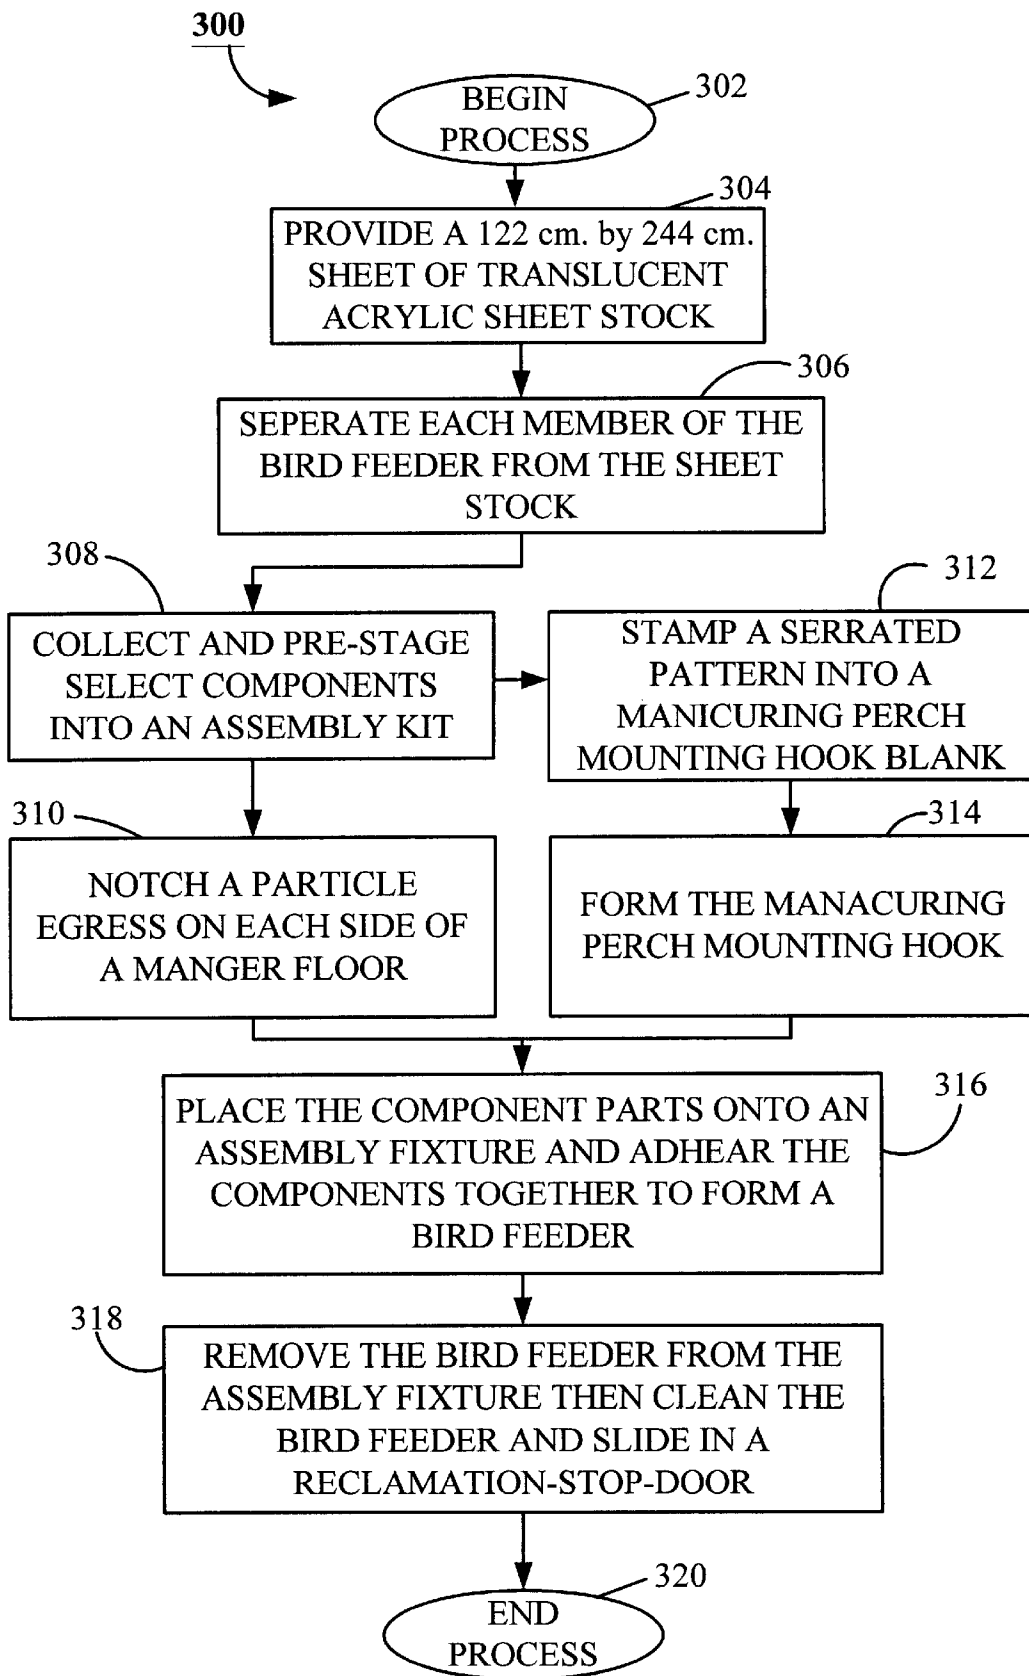 300
302
BEGIN
PROCESS
304
PROVIDE A 122 cm. by 244 cm.
SHEET OF TRANSLUCENT
ACRYLIC SHEET STOCK
306
SEPERATE EACH MEMBER OF THE
BIRD FEEDER FROM THE SHEET
STOCK
308
COLLECT AND PRE-STAGE
SELECT COMPONENTS
INTO AN ASSEMBLY KIT
312
STAMP A SERRATED
PATTERN INTO A
MANICURING PERCH
MOUNTING HOOK BLANK
310
NOTCH A PARTICLE
EGRESS ON EACH SIDE OF
A MANGER FLOOR
314
FORM THE MANACURING
PERCH MOUNTING HOOK
316
PLACE THE COMPONENT PARTS ONTO AN
ASSEMBLY FIXTURE AND ADHEAR THE
COMPONENTS TOGETHER TO FORM A
BIRD FEEDER
318
REMOVE THE BIRD FEEDER FROM THE
ASSEMBLY FIXTURE THEN CLEAN THE
BIRD FEEDER AND SLIDE IN A
RECLAMATION-STOP-DOOR
320
END
PROCESS